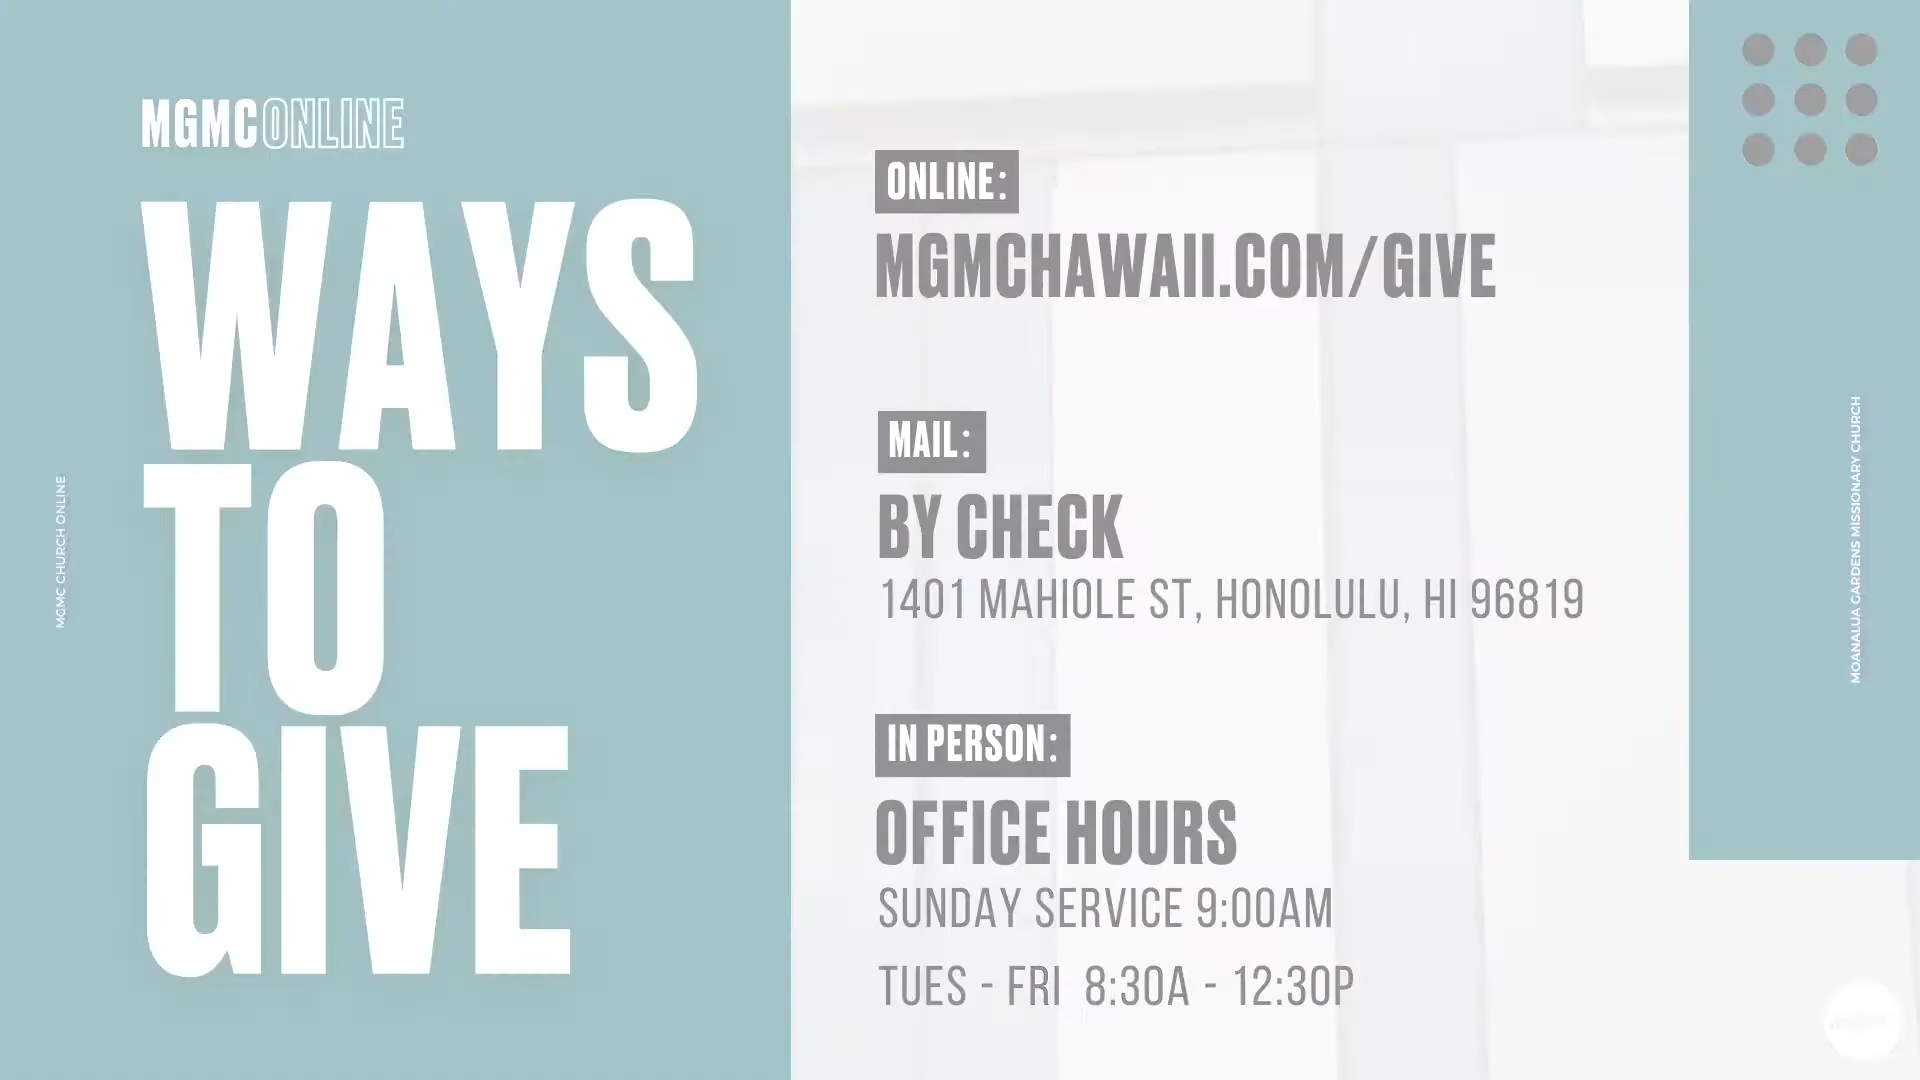 MGMCONLINE
WAYS
TO
GIVE
MGMC CHURCH ONLINE
ONLINE:
MGMCHAWAII.COM/GIVE
MAIL:
BY CHECK
1401 MAHIOLE ST, HONOLULU, HI 96819
IN PERSON:
OFFICE HOURS
SUNDAY SERVICE 9:00AM
TUES - FRI 8:30A - 12:30P
MOANALUA GARDENS MISSIONARY CHURCH